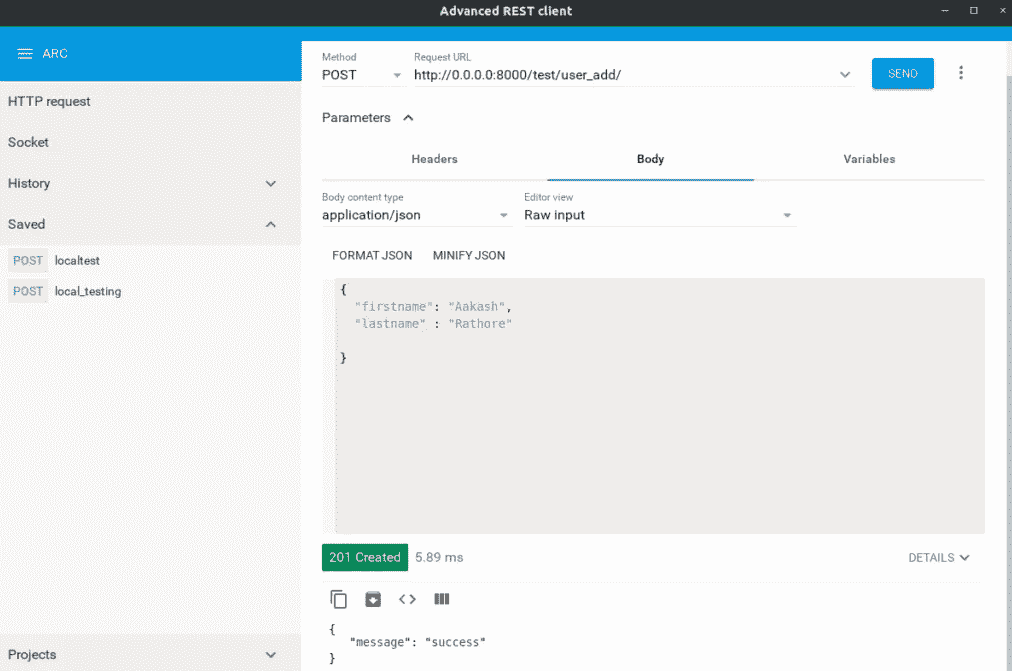 Advanced REST client
ARC
HTTP request
Socket
History
Saved
POST localtest
POST local_testing
Projects
Method
POST
Request URL
http://0.0.0.0:8000/test/user_add/
SEND
Parameters
Headers Body Variables
Body content type
application/json
Editor view
Raw input
FORMAT JSON MINIFY JSON
{
"firstname": "Aakash",
"lastname" : "Rathore"
}
201 Created 5.89 ms DETAILS
{
"message": "success"
}